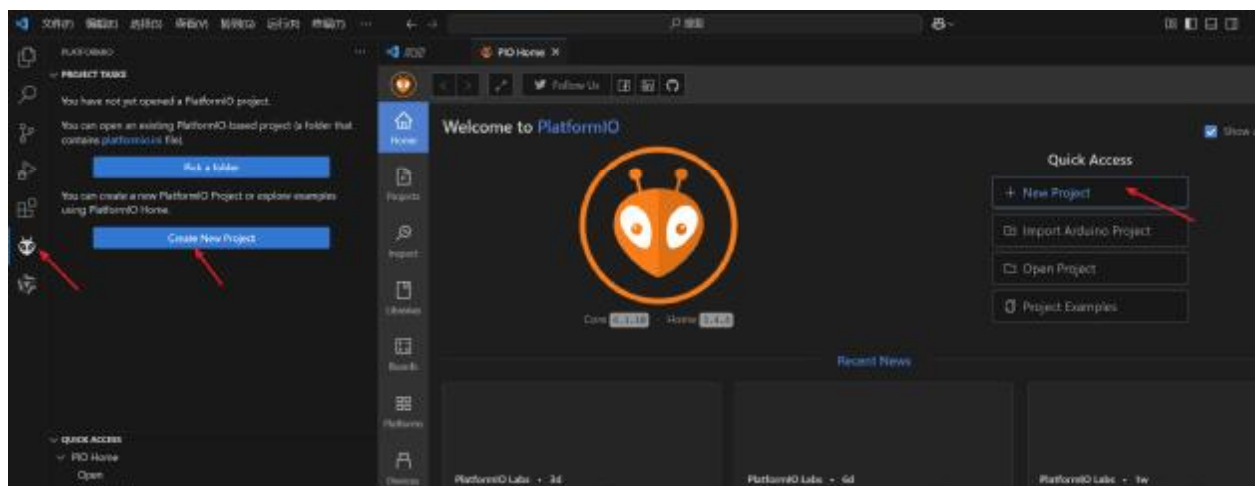 PLATFORMIO
PROJECT TASKS
You have not yet opened a PlatformIO project.
You can open an existing PlatformIO-based project (a folder that
contains platformio.ini file).
Pick a folder
You can create a new PlatformIO Project or explore examples
using PlatformIO Home.
Create New Project
QUICK ACCESS
PIO Home
Open
PIO Home
Follow Us
Home
Projects
Inspect
Libraries
Boards
Platforms
Devices
Welcome to PlatformIO
Show
Core
Home
Quick Access
New Project
Import Arduino Project
Open Project
Project Examples
Recent News
PlatformIO Labs • 3d
PlatformIO Labs • 6d
PlatformIO Labs • 1w